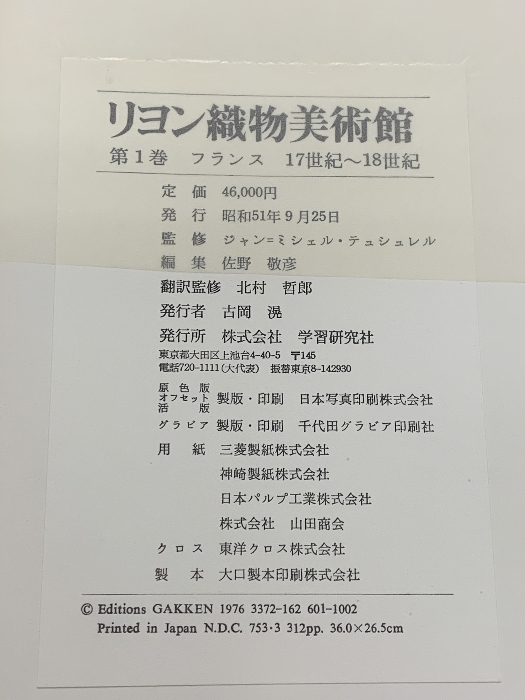 リヨン織物美術館
第1巻 フランス 17世紀～18世紀
定 価 46,000円
発 行 昭和51年9月25日
監 修 ジャン=ミシェル・テュシュレル
編 集 佐野 敬彦
翻訳監修 北村 哲郎
発行者 古岡 滉
発行所 株式会社 学習研究社
東京都大田区上池台4-40-5 〒145
電話720-1111(大代表) 振替東京8-142930
原色版
オフセット 製版・印刷 日本写真印刷株式会社
活版
グラビア 製版・印刷 千代田グラビア印刷社
用 紙 三菱製紙株式会社
神崎製紙株式会社
日本パルプ工業株式会社
株式会社 山田商会
クロス 東洋クロス株式会社
製 本 大口製本印刷株式会社
© Editions GAKKEN 1976 3372-162 601-1002
Printed in Japan N.D.C. 753·3 312pp. 36.0×26.5cm